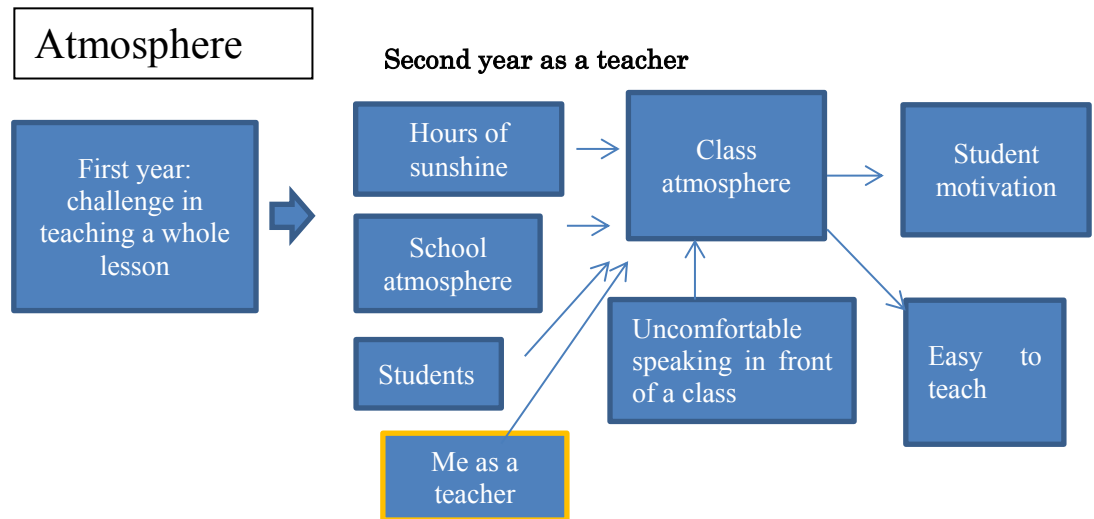 Atmosphere
Second year as a teacher
First year:
challenge in
teaching a whole
lesson
Hours of
sunshine
School
atmosphere
Students
Me as a
teacher
Class
atmosphere
Uncomfortable
speaking in front
of a class
Student
motivation
Easy to
teach